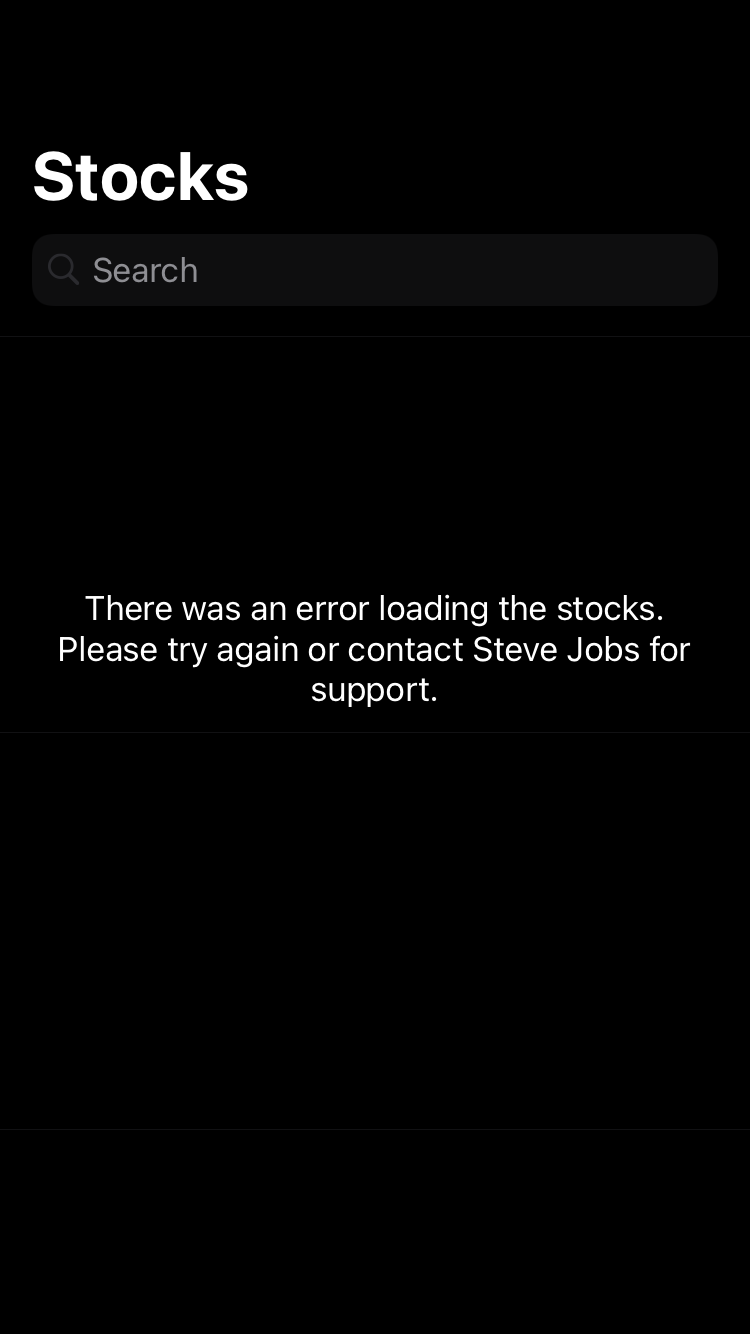 Stocks
Search
There was an error loading the stocks.
Please try again or contact Steve Jobs for
support.